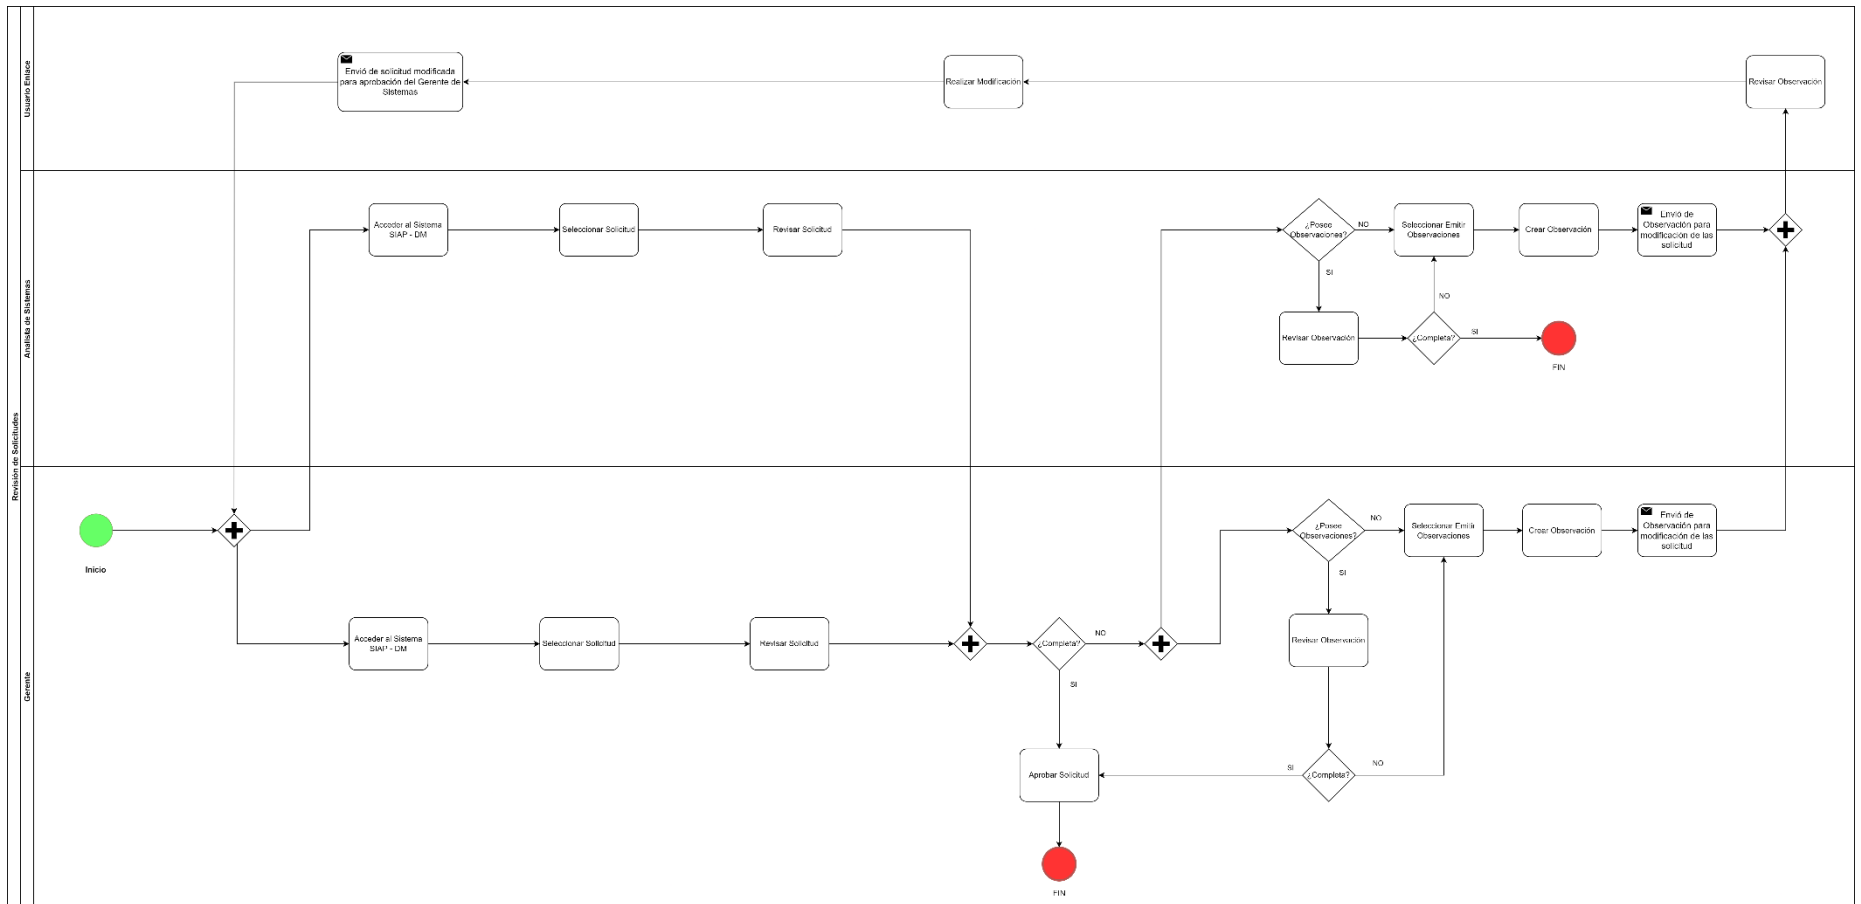 Revisión de Solicitudes
Usuario Enlace
Envió de solicitud modificada
para aprobación del Gerente de
Sistemas
Realizar Modificación
Revisar Observación
Analista de Sistemas
Acceder al Sistema
SIAP - DM
Seleccionar Solicitud
Revisar Solicitud
¿Posee
Observaciones?
NO
Seleccionar Emitir
Observaciones
Crear Observación
Envió de
Observación para
modificación de las
solicitud
SI
NO
Revisar Observación
¿Completa?
SI
FIN
Gerente
Inicio
Acceder al Sistema
SIAP - DM
Seleccionar Solicitud
Revisar Solicitud
¿Completa?
NO
SI
¿Posee
Observaciones?
NO
Seleccionar Emitir
Observaciones
Crear Observación
Envió de
Observación para
modificación de las
solicitud
SI
Revisar Observación
Aprobar Solicitud
SI
¿Completa?
NO
FIN